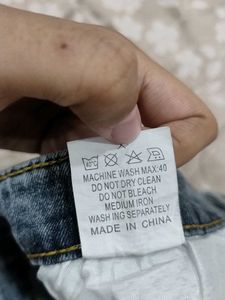 40℃
MACHINE WASH MAX:40
DO NOT DRY CLEAN
DO NOT BLEACH
MEDIUM IRON
WASH ING SEPARATELY
MADE IN CHINA